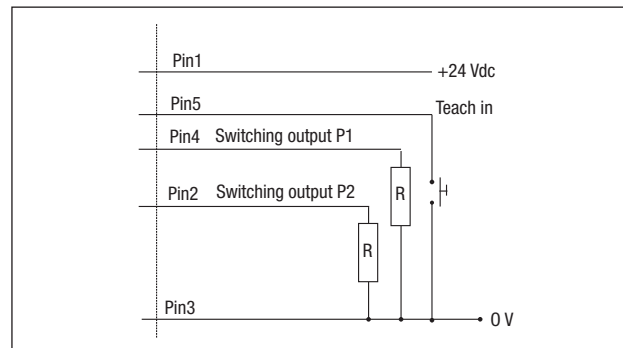 Pin1
+24 Vdc
Pin5
Teach in
Pin4 Switching output P1
R
Pin2 Switching output P2
R
Pin3
0 V